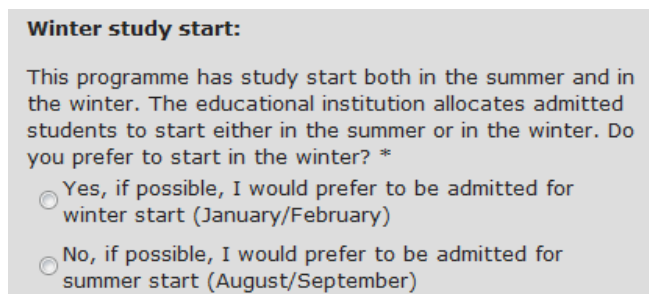 Winter study start:
This programme has study start both in the summer and in
the winter. The educational institution allocates admitted
students to start either in the summer or in the winter. Do
you prefer to start in the winter? *
Yes, if possible, I would prefer to be admitted for
winter start (January/February)
No, if possible, I would prefer to be admitted for
summer start (August/September)